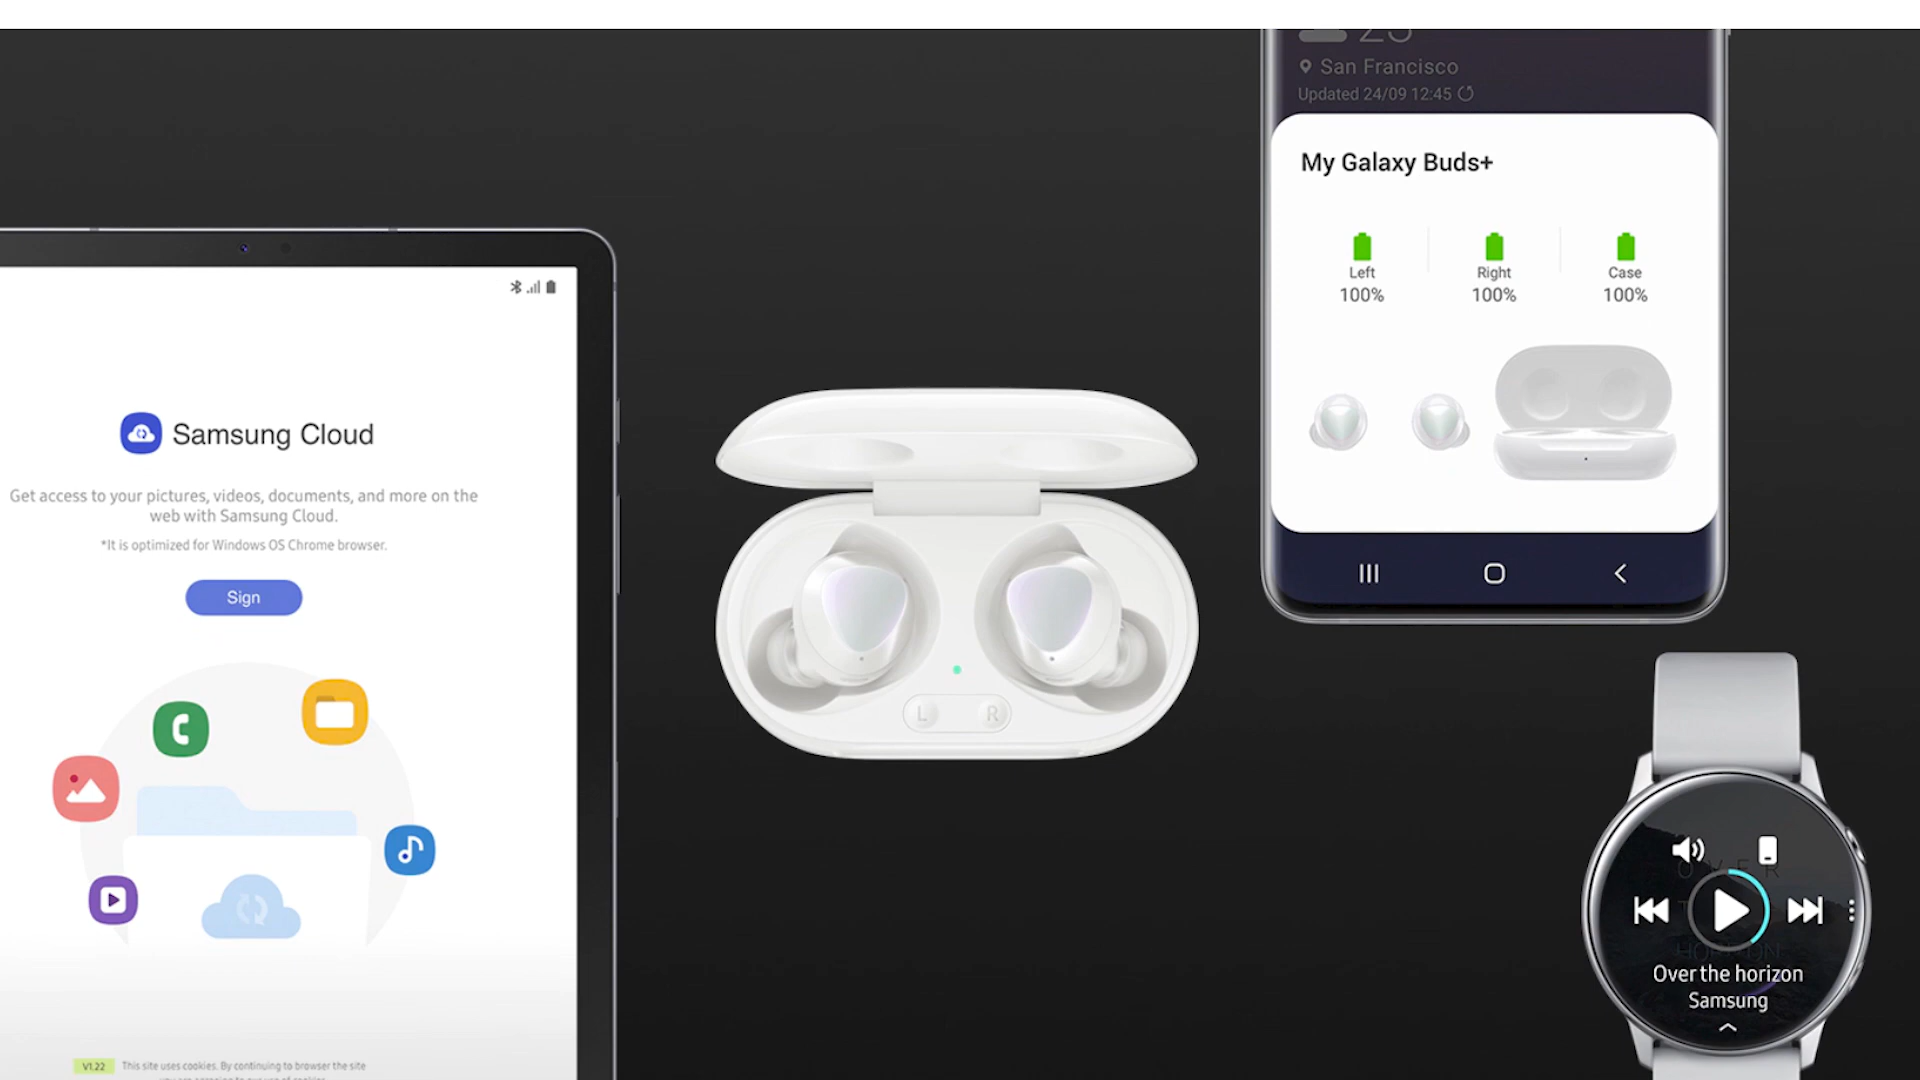 San Francisco
Updated 24/09 12:45
My Galaxy Buds+
Left
100%
Right
100%
Case
100%
Samsung Cloud
Get access to your pictures, videos, documents, and more on the
web with Samsung Cloud.
*It is optimized for Windows OS Chrome browser.
Sign
L R
V1.22 This site uses cookies. By continuing to browser the site
Over the horizon
Samsung